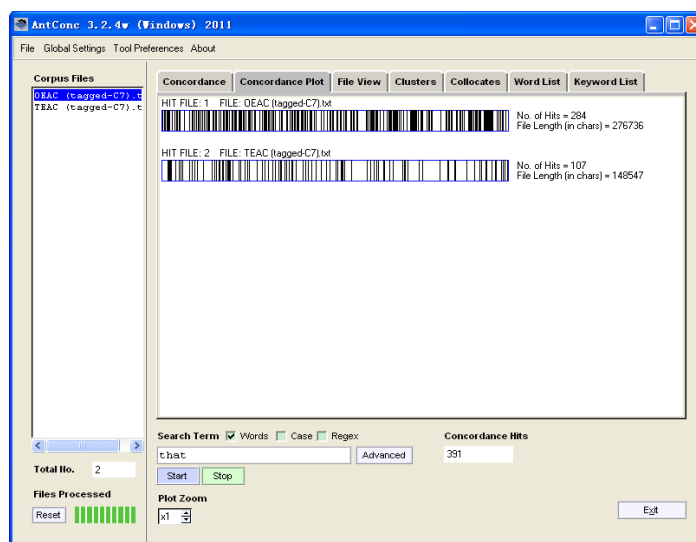 AntConc 3.2.4w (Windows) 2011
File Global Settings Tool Preferences About
Corpus Files
OEAC (tagged-C7).t
TEAC (tagged-C7).t
Concordance Concordance Plot File View Clusters Collocates Word List Keyword List
HIT FILE: 1 FILE: OEAC (tagged-C7).txt
No. of Hits = 284
File Length (in chars) = 276736
HIT FILE: 2 FILE: TEAC (tagged-C7).txt
No. of Hits = 107
File Length (in chars) = 148547
Search Term Words Case Regex
Concordance Hits
that
Advanced
391
Total No. 2
Start Stop
Files Processed
Plot Zoom
Reset
x1
Exit